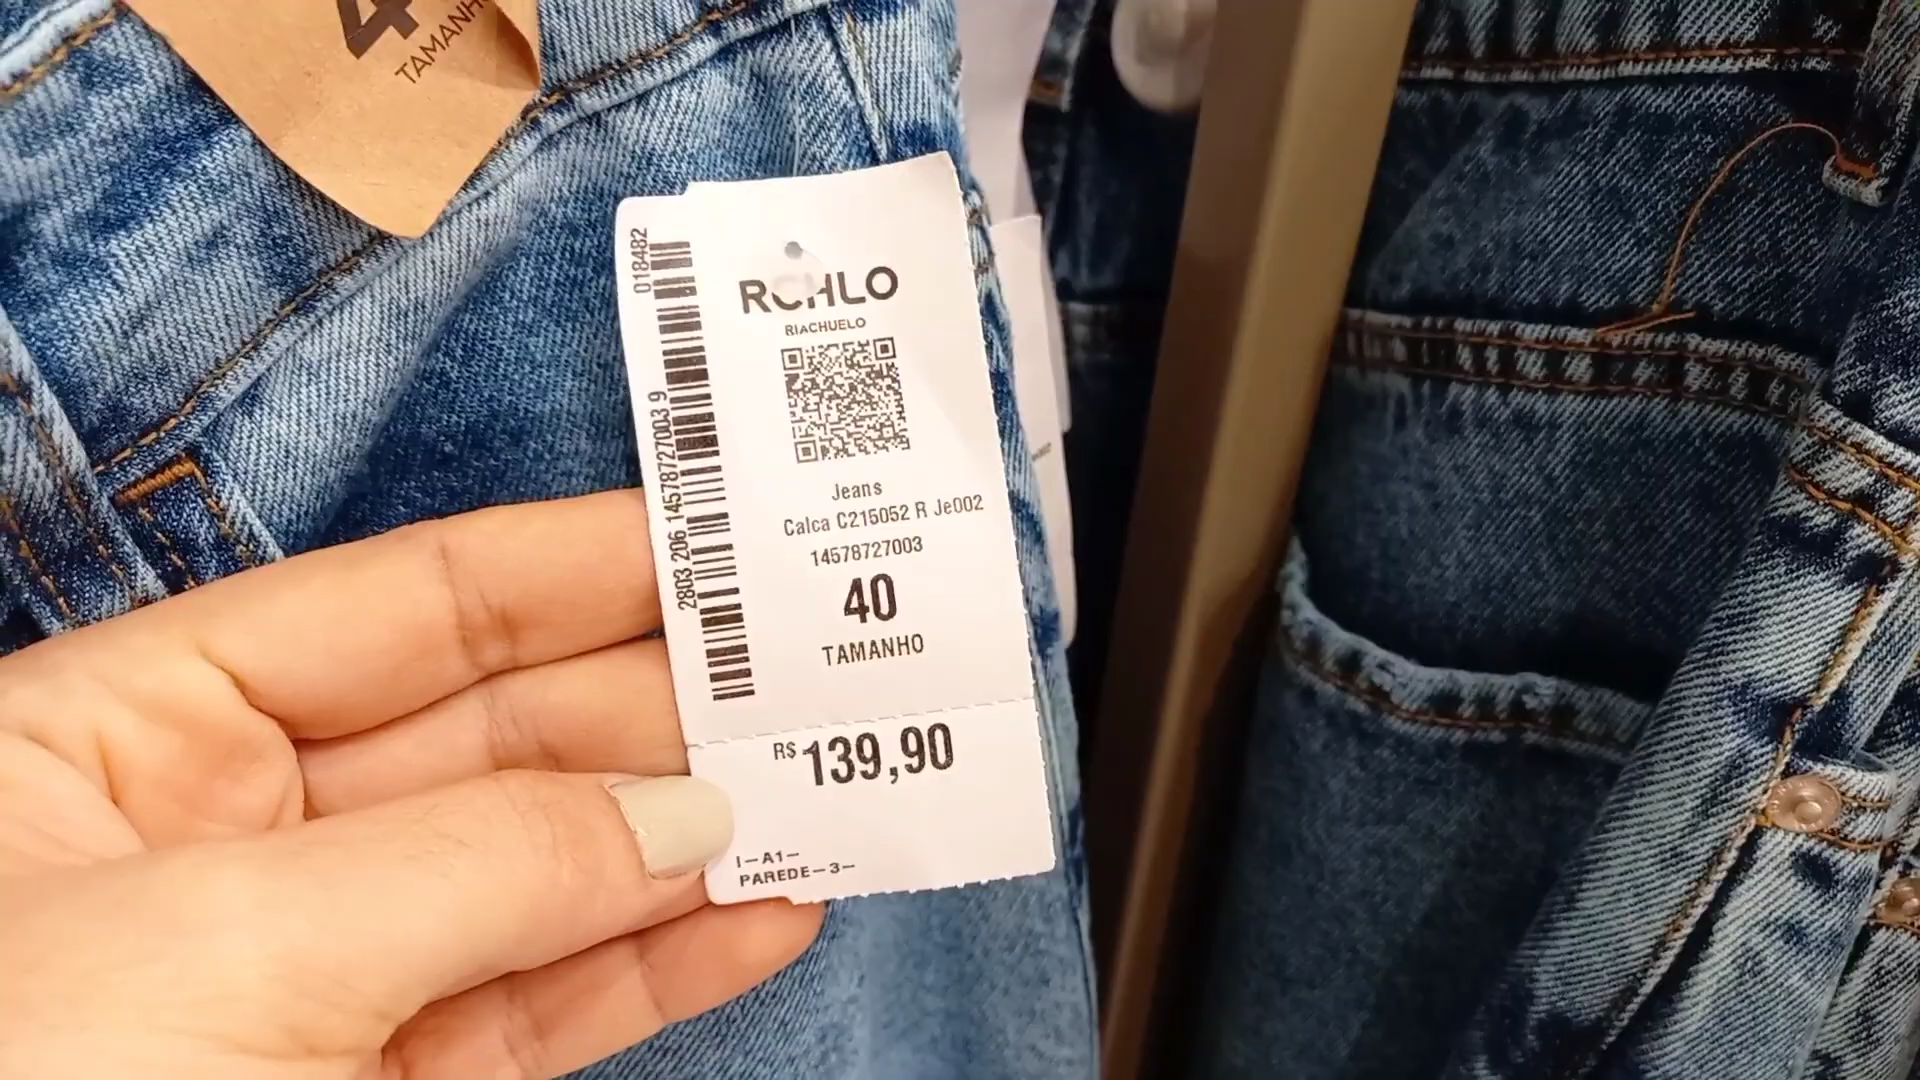 TAMANH
018482
2803 206 14578727003 9
RCHLO
RIACHUELO
Jeans
Calca C215052 R Je002
14578727003
40
TAMANHO
R$ 139,90
I-A1-
PAREDE-3-